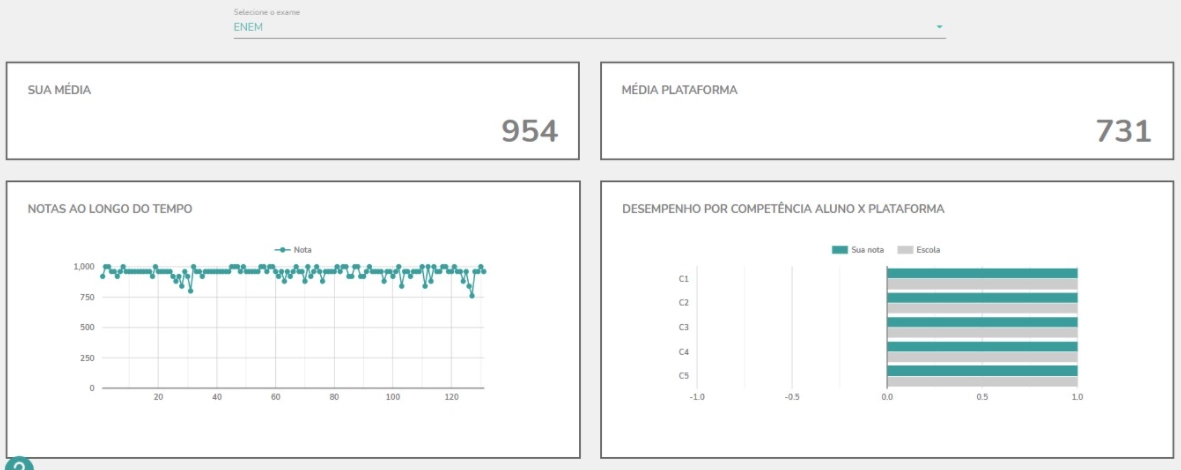 Selecione o exame
ENEM
SUA MÉDIA
954
MÉDIA PLATAFORMA
731
NOTAS AO LONGO DO TEMPO
Nota
1,000
750
500
250
0
20
40
60
80
100
120
DESEMPENHO POR COMPETÊNCIA ALUNO X PLATAFORMA
Sua nota
Escola
C1
C2
C3
C4
C5
-1.0
-0.5
0.0
0.5
1.0
?